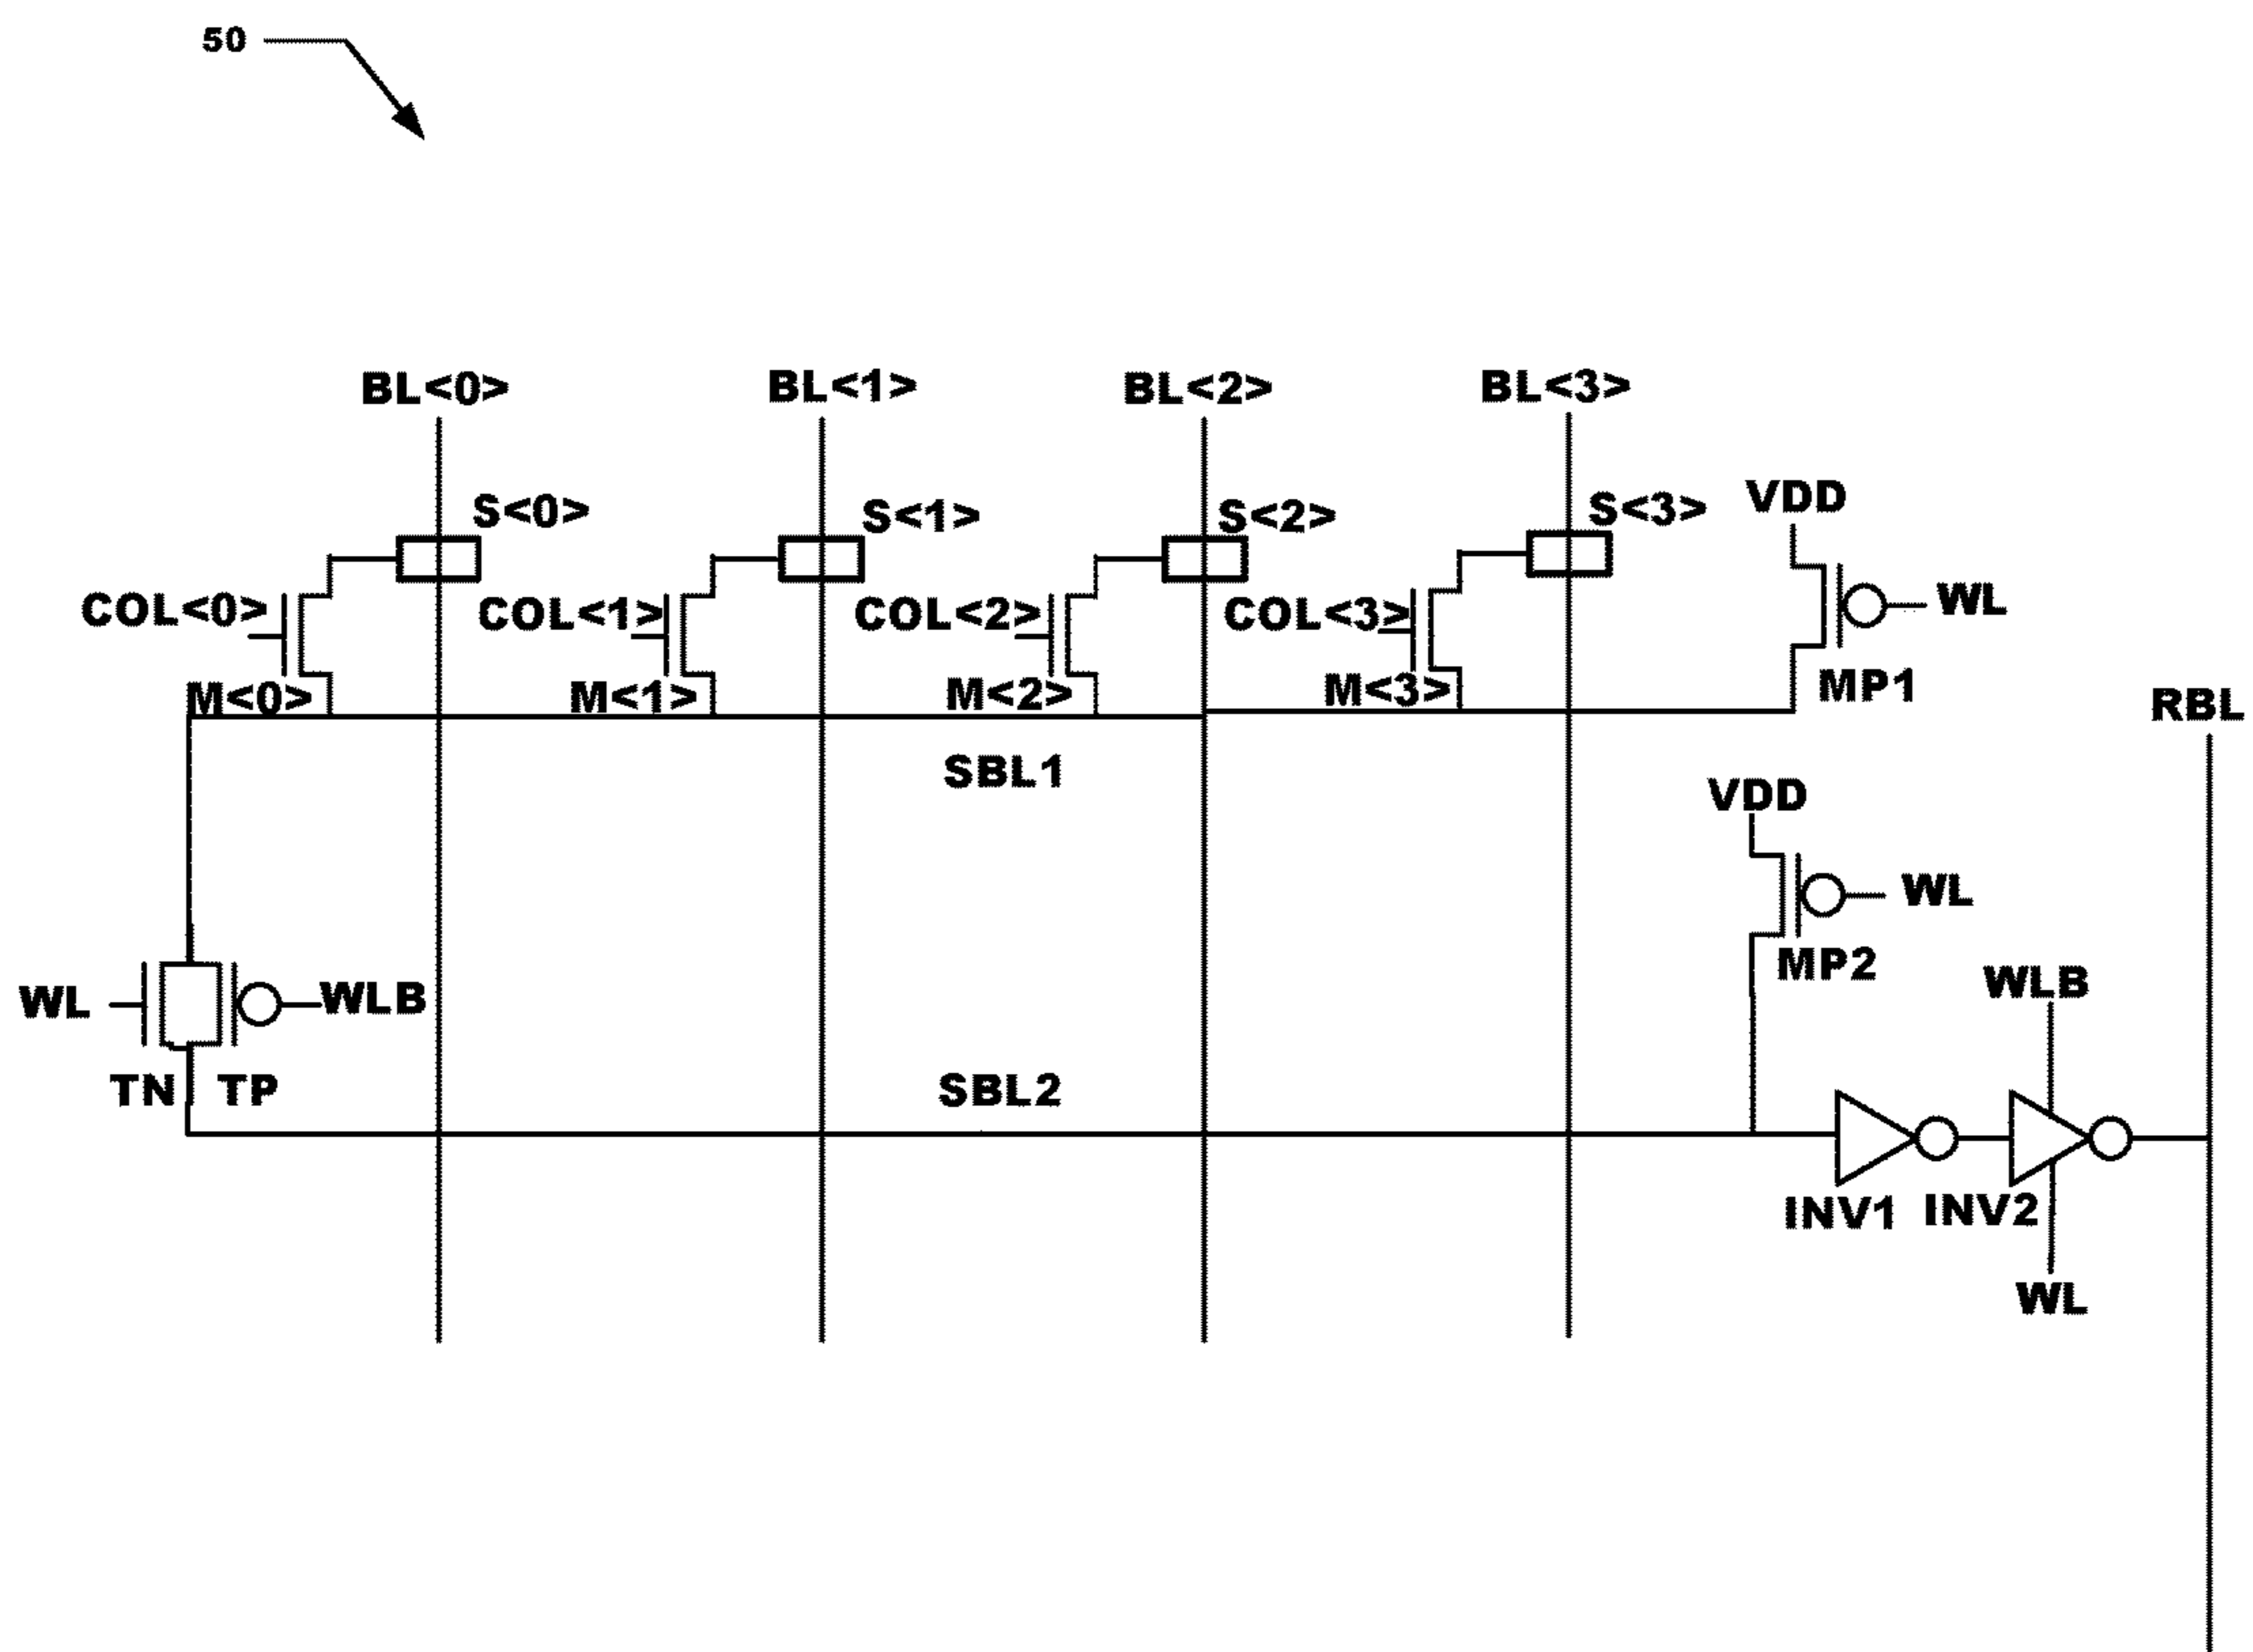 50
BL<0> BL<1> BL<2> BL<3>
S<0> S<1> S<2> S<3> VDD
COL<0> COL<1> COL<2> COL<3> WL
M<0> M<1> M<2> M<3> MP1
RBL
SBL1
VDD
WL
MP2
WL WLB WLB
TN TP SBL2
INV1 INV2
WL